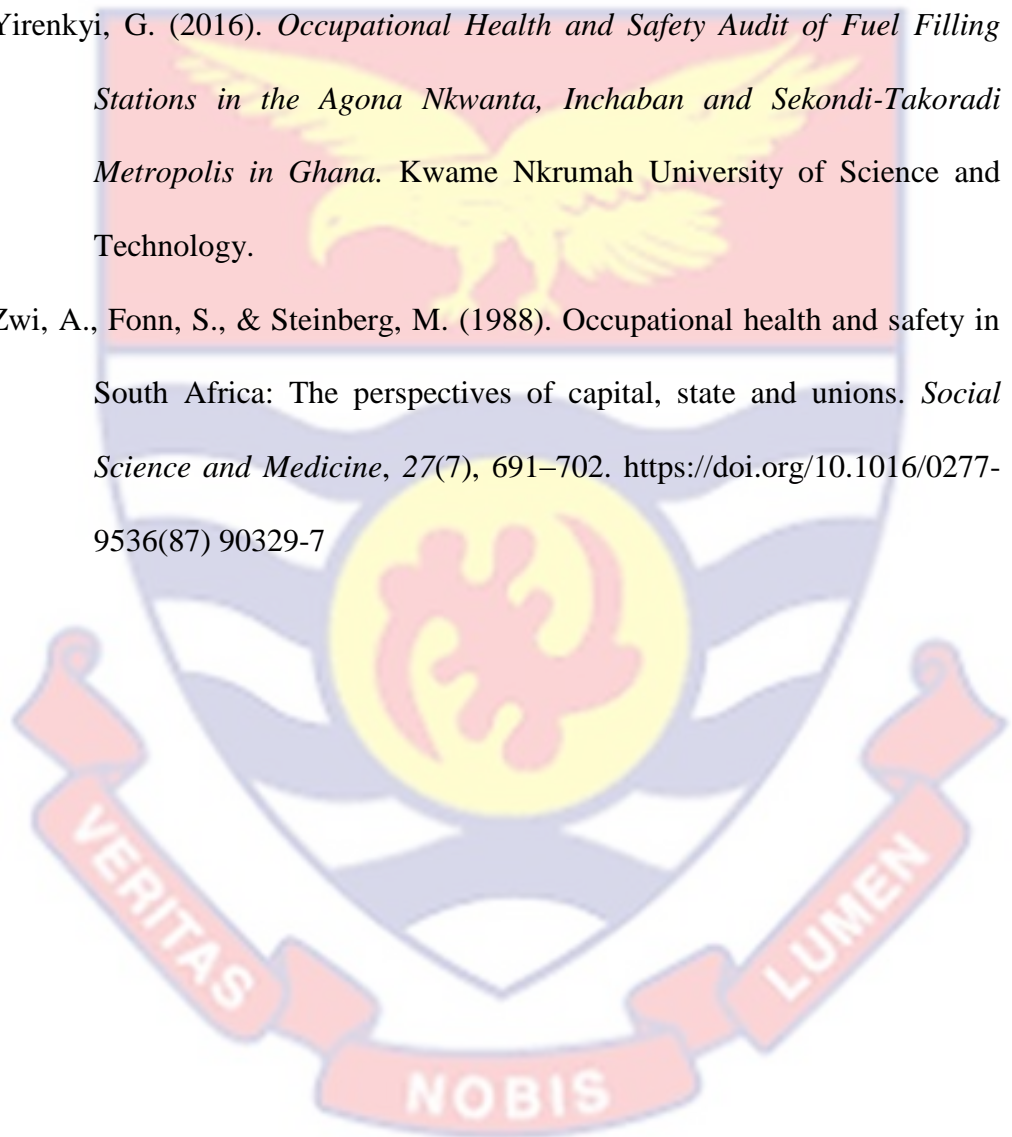 Yirenkyi, G. (2016). Occupational Health and Safety Audit of Fuel Filling
Stations in the Agona Nkwanta, Inchaban and Sekondi-Takoradi
Metropolis in Ghana. Kwame Nkrumah University of Science and
Technology.
Zwi, A., Fonn, S., & Steinberg, M. (1988). Occupational health and safety in
South Africa: The perspectives of capital, state and unions. Social
Science and Medicine, 27(7), 691–702. https://doi.org/10.1016/0277-
9536(87) 90329-7
VERITAS
NOBIS
LUMEN